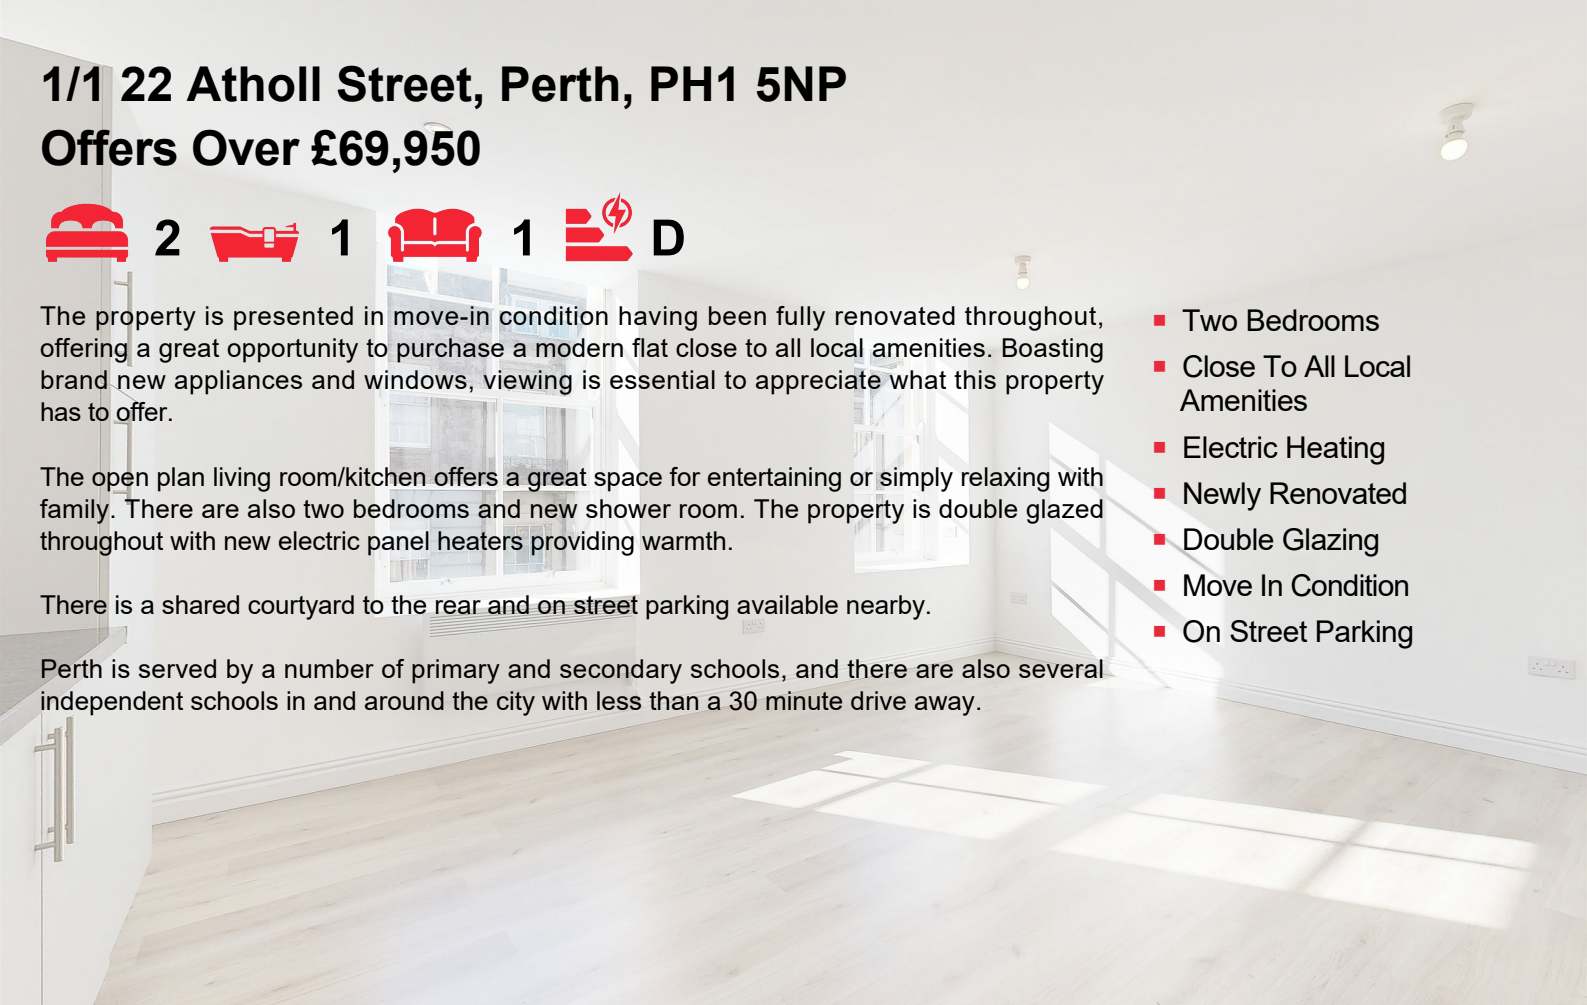 1/1 22 Atholl Street, Perth, PH1 5NP
Offers Over £69,950
2 1 1 D
The property is presented in move-in condition having been fully renovated throughout,
offering a great opportunity to purchase a modern flat close to all local amenities. Boasting
brand new appliances and windows, viewing is essential to appreciate what this property
has to offer.
The open plan living room/kitchen offers a great space for entertaining or simply relaxing with
family. There are also two bedrooms and new shower room. The property is double glazed
throughout with new electric panel heaters providing warmth.
There is a shared courtyard to the rear and on street parking available nearby.
Perth is served by a number of primary and secondary schools, and there are also several
independent schools in and around the city with less than a 30 minute drive away.
Two Bedrooms
Close To All Local
Amenities
Electric Heating
Newly Renovated
Double Glazing
Move In Condition
On Street Parking